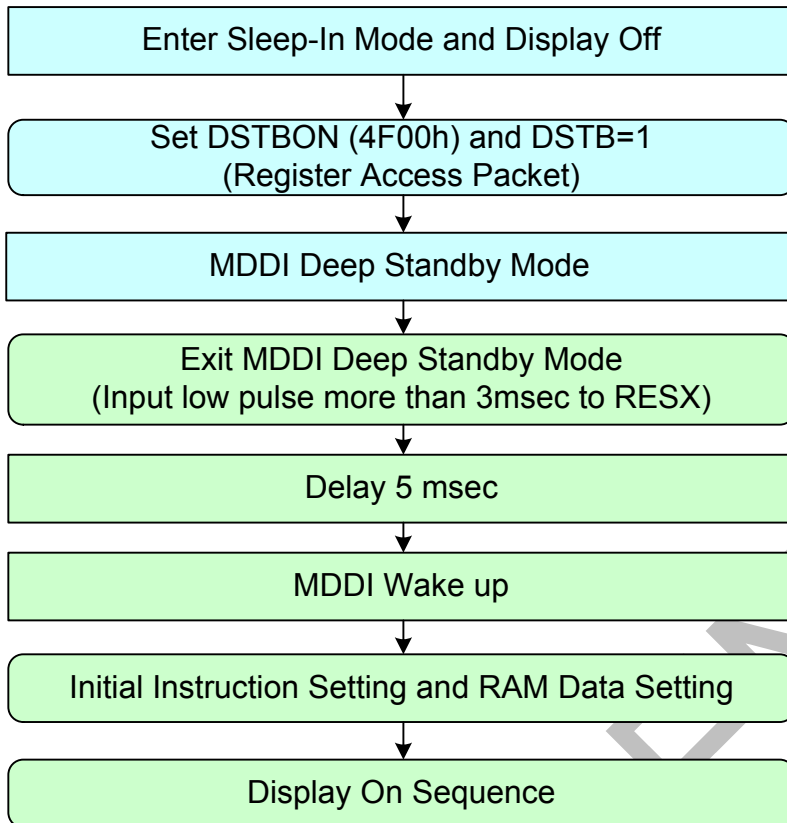 Enter Sleep-In Mode and Display Off
Set DSTBON (4F00h) and DSTB=1
(Register Access Packet)
MDDI Deep Standby Mode
Exit MDDI Deep Standby Mode
(Input low pulse more than 3msec to RESX)
Delay 5 msec
MDDI Wake up
Initial Instruction Setting and RAM Data Setting
Display On Sequence